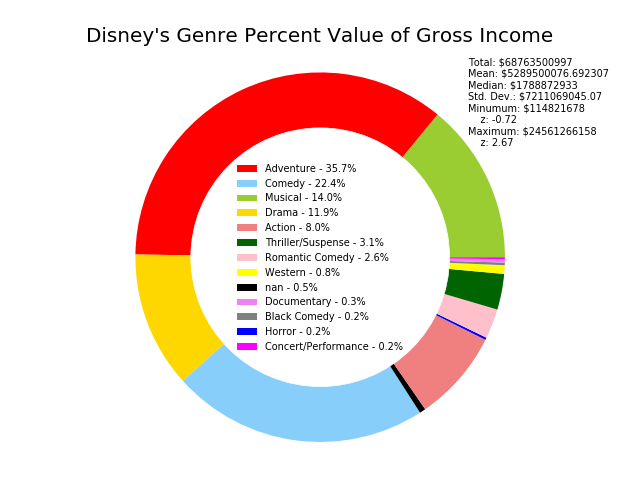 Disney's Genre Percent Value of Gross Income
Total: $68763500997
Mean: $5289500076.692307
Median: $1788872933
Std. Dev.: $7211069045.07
Minumum: $114821678
z: -0.72
Maximum: $24561266158
z: 2.67
Adventure - 35.7%
Comedy - 22.4%
Musical - 14.0%
Drama - 11.9%
Action - 8.0%
Thriller/Suspense - 3.1%
Romantic Comedy - 2.6%
Western - 0.8%
nan - 0.5%
Documentary - 0.3%
Black Comedy - 0.2%
Horror - 0.2%
Concert/Performance - 0.2%